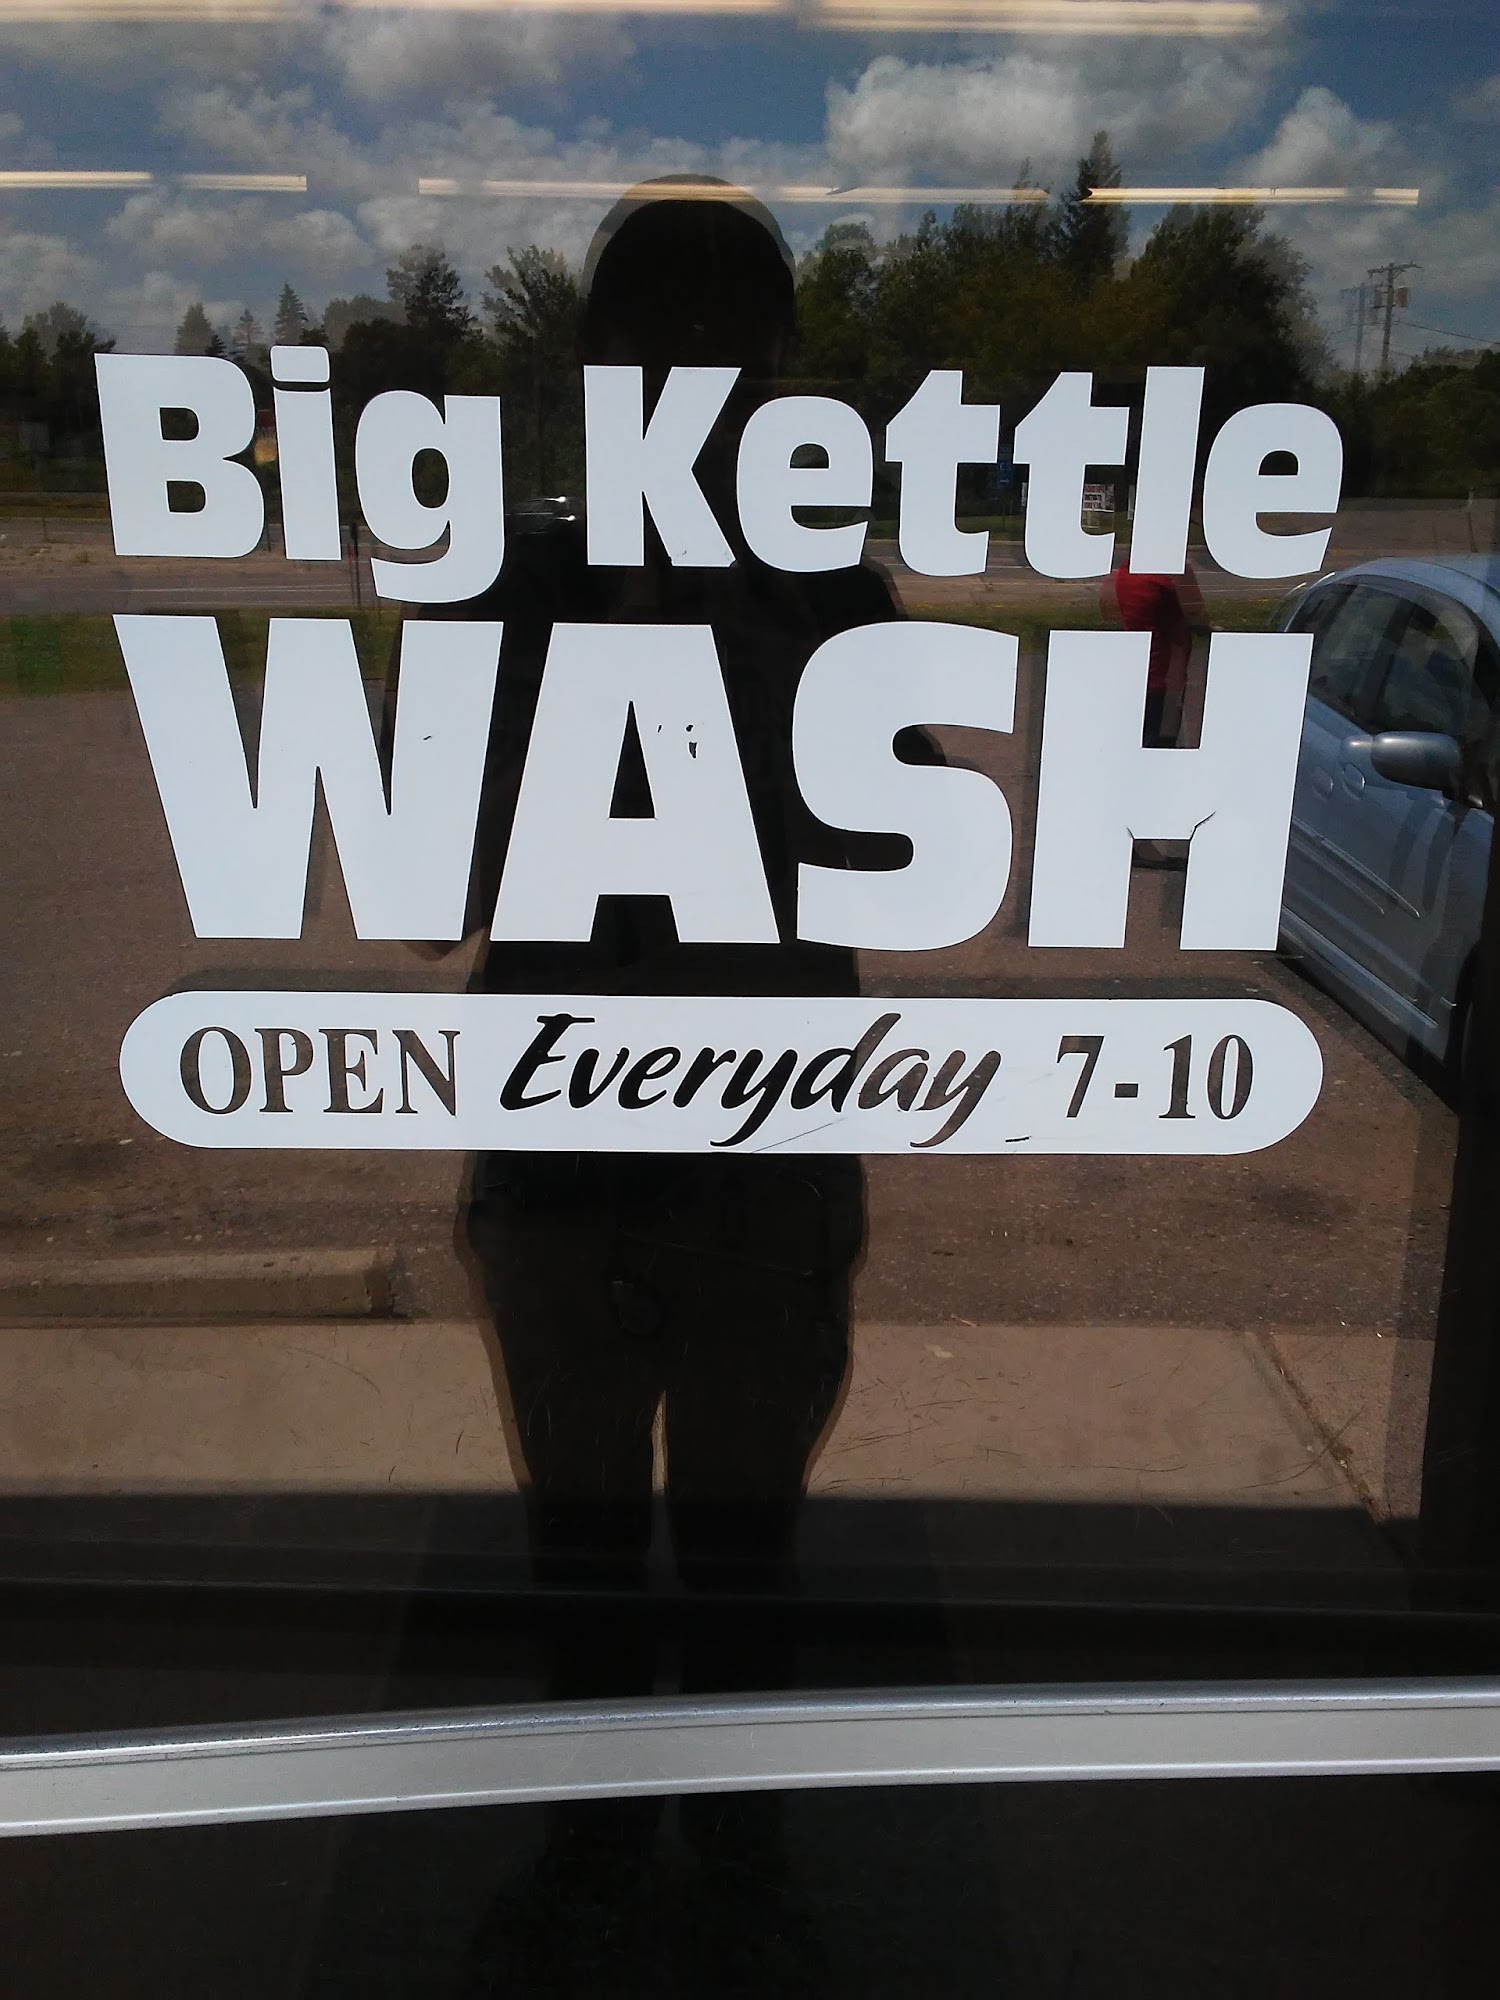 Big Kettle
WASH
OPEN Everyday 7-10